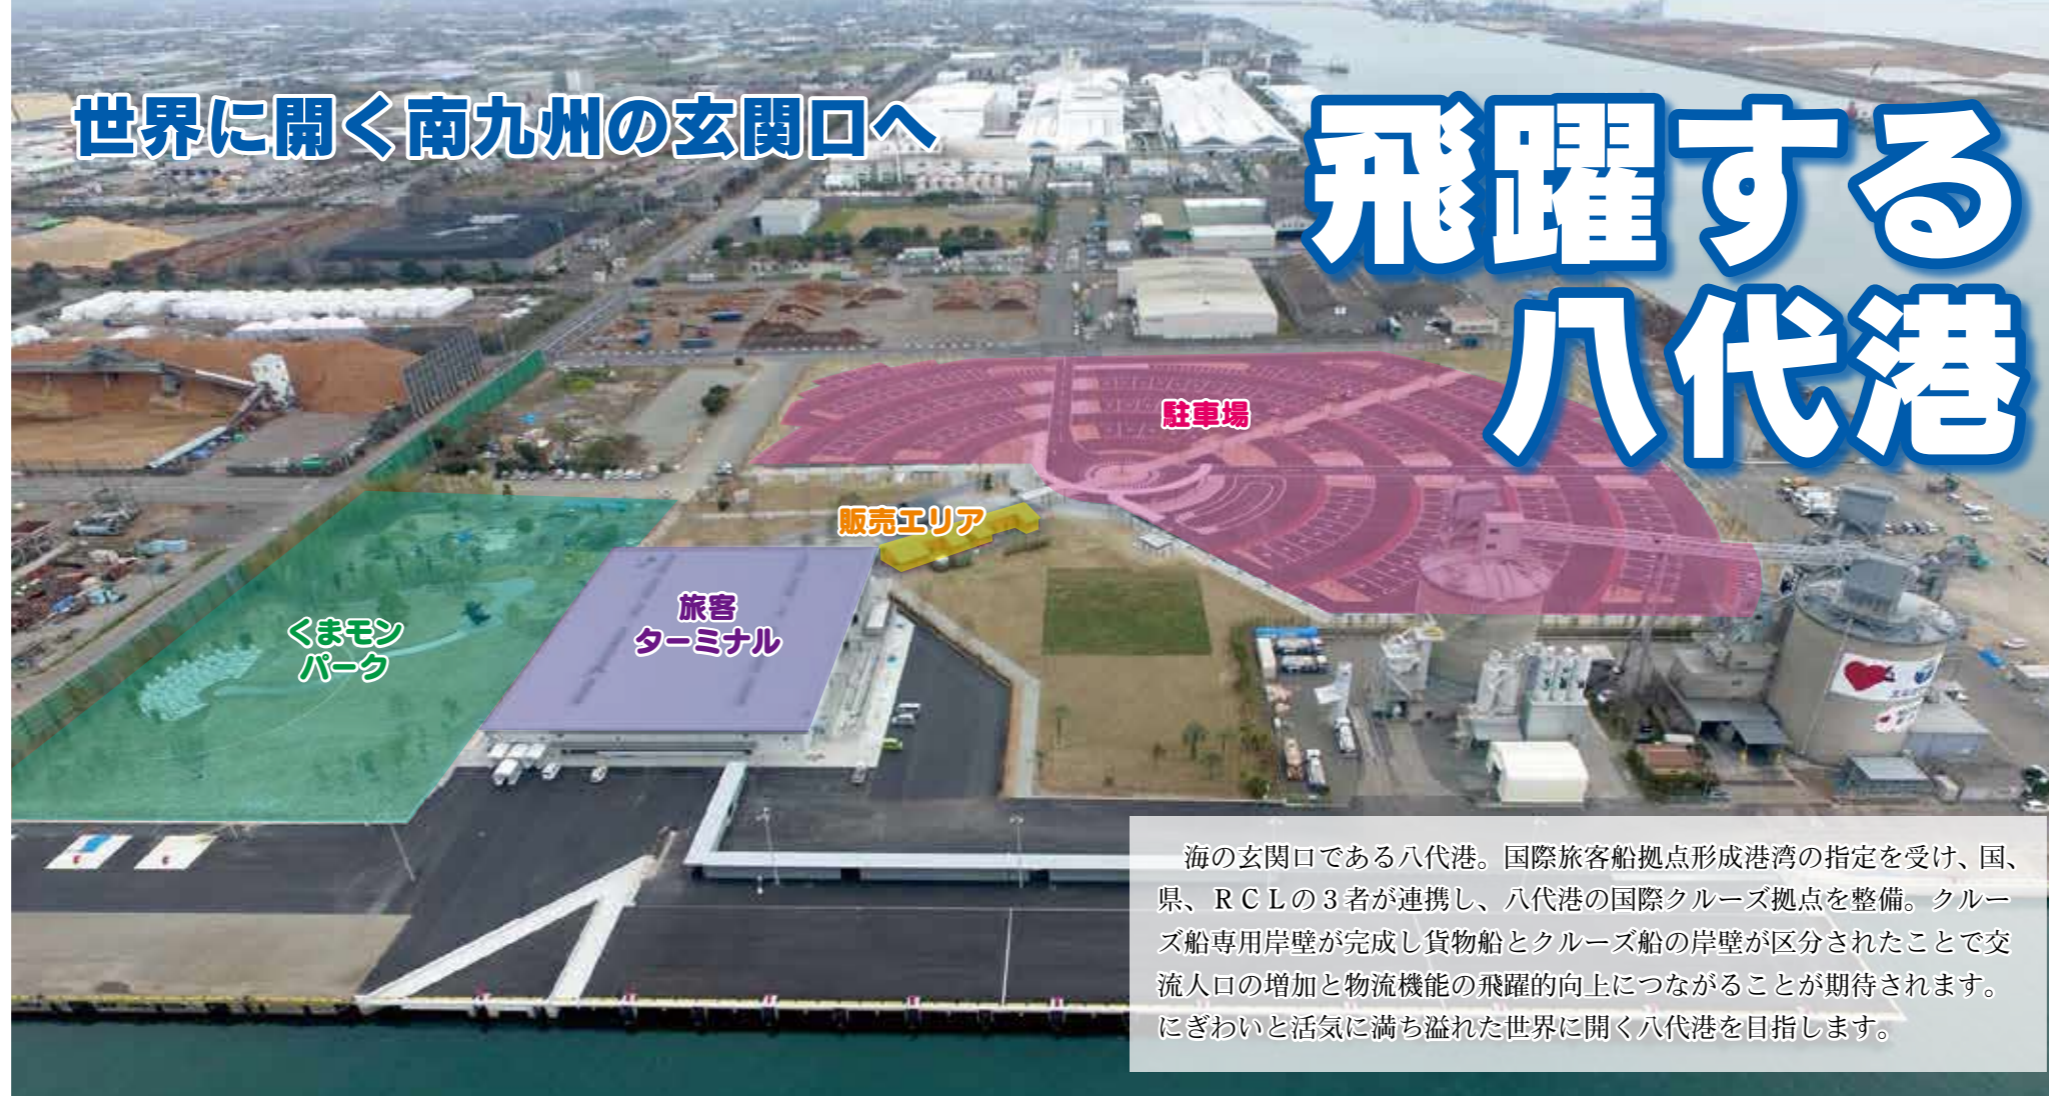 世界に開く南九州の玄関口へ
飛躍する
八代港
駐車場
販売エリア
旅客
ターミナル
くまモン
パーク
海の玄関口である八代港。国際旅客船拠点形成港湾の指定を受け、国、
県、ＲＣＬの３者が連携し、八代港の国際クルーズ拠点を整備。クルー
ズ船専用岸壁が完成し貨物船とクルーズ船の岸壁が区分されたことで交
流人口の増加と物流機能の飛躍的向上につながることが期待されます。
にぎわいと活気に満ち溢れた世界に開く八代港を目指します。